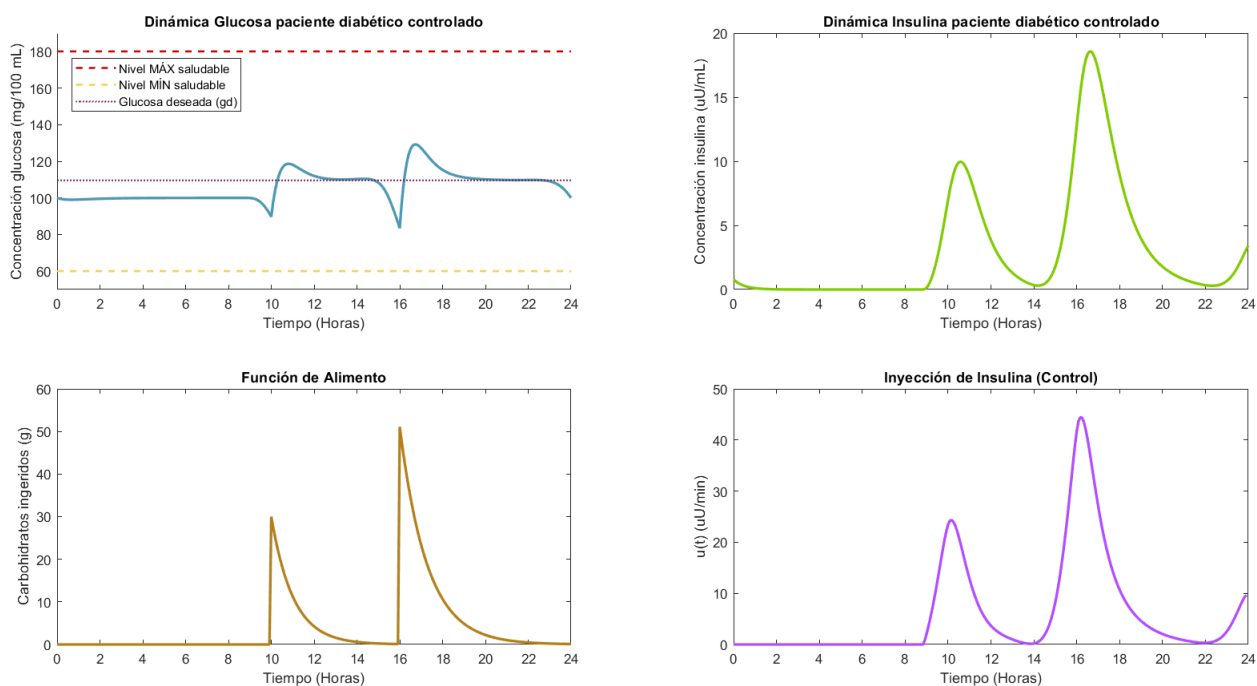 Dinámica Glucosa paciente diabético controlado
Concentración glucosa (mg/100 mL)
180
160
140
120
100
80
60
Nivel MÁX saludable
Nivel MÍN saludable
Glucosa deseada (gd)
0 2 4 6 8 10 12 14 16 18 20 22 24
Tiempo (Horas)
Dinámica Insulina paciente diabético controlado
Concentración insulina (uU/mL)
20
15
10
5
0
0 2 4 6 8 10 12 14 16 18 20 22 24
Tiempo (Horas)
Función de Alimento
Carbohidratos ingeridos (g)
60
50
40
30
20
10
0
0 2 4 6 8 10 12 14 16 18 20 22 24
Tiempo (Horas)
Inyección de Insulina (Control)
u(t) (uU/min)
50
40
30
20
10
0
0 2 4 6 8 10 12 14 16 18 20 22 24
Tiempo (Horas)